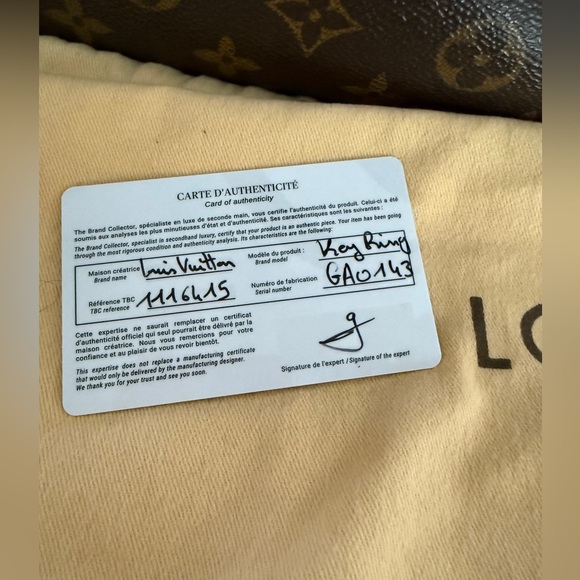 CARTE D'AUTHENTICITÉ
Card of authenticity
The Brand Collector, spécialiste en luxe de seconde main, vous certifie l'authenticité du produit. Celui-ci a été
soumis aux analyses les plus minutieuses d'état et d'authenticité. Ses caractéristiques sont les suivantes :
The Brand Collector, specialist in secondhand luxury, certify that your product is an authentic piece. Your item has been going
through the most rigorous condition and authenticity analysis. Its characteristics are the following:
Maison créatrice Louis Vuitton Modèle du produit : Key Ring
Brand name Brand model
Référence TBC 1116415 Numéro de fabrication GA0143
TBC reference Serial number
Cette expertise ne saurait remplacer un certificat
d'authenticité officiel qui seul pourrait être délivré par la
maison créatrice. Nous vous remercions pour votre
confiance et au plaisir de vous revoir bientôt.
This expertise does not replace a manufacturing certificate
that would only be delivered by the manufacturing designer.
We thank you for your trust and see you soon.
Signature de l'expert /Signature of the expert
LO